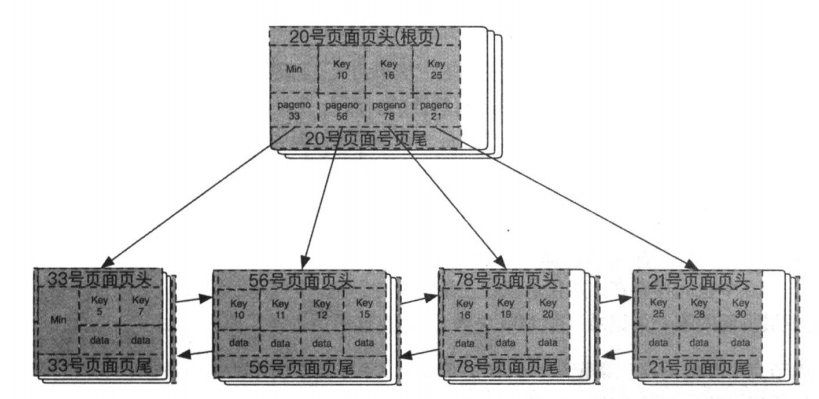 20号页面页头(根页)
Min Key 10 Key 16 Key 25
pageno 33 pageno 56 pageno 78 pageno 21
20号页面号页尾
33号页面页头
Min Key 5 Key 7
data data
33号页面页尾
56号页面页头
Key 10 Key 11 Key 12 Key 15
data data data data
56号页面页尾
78号页面页头
Key 16 Key 19 Key 20
data data data
78号页面页尾
21号页面页头
Key 25 Key 28 Key 30
data data data
21号页面页尾